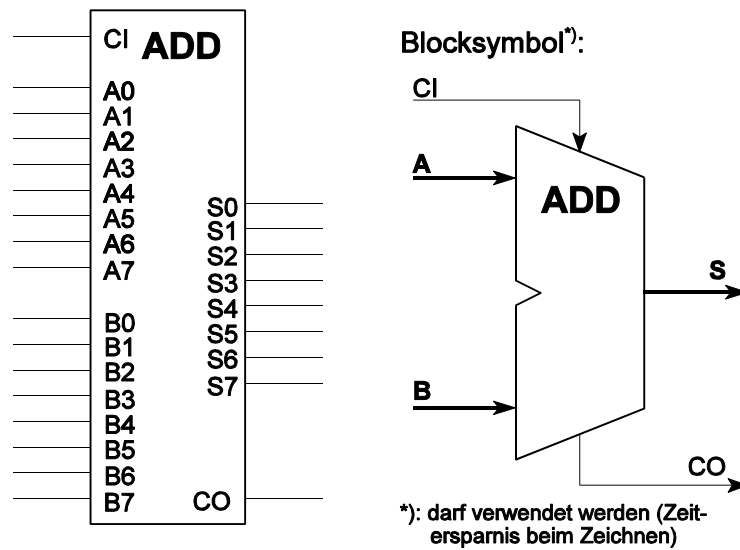 CI ADD
A0
A1
A2
A3
A4
A5
A6
A7
B0
B1
B2
B3
B4
B5
B6
B7
S0
S1
S2
S3
S4
S5
S6
S7
CO
Blocksymbol*):
CI
A
ADD
S
B
CO
*): darf verwendet werden (Zeit-
ersparnis beim Zeichnen)